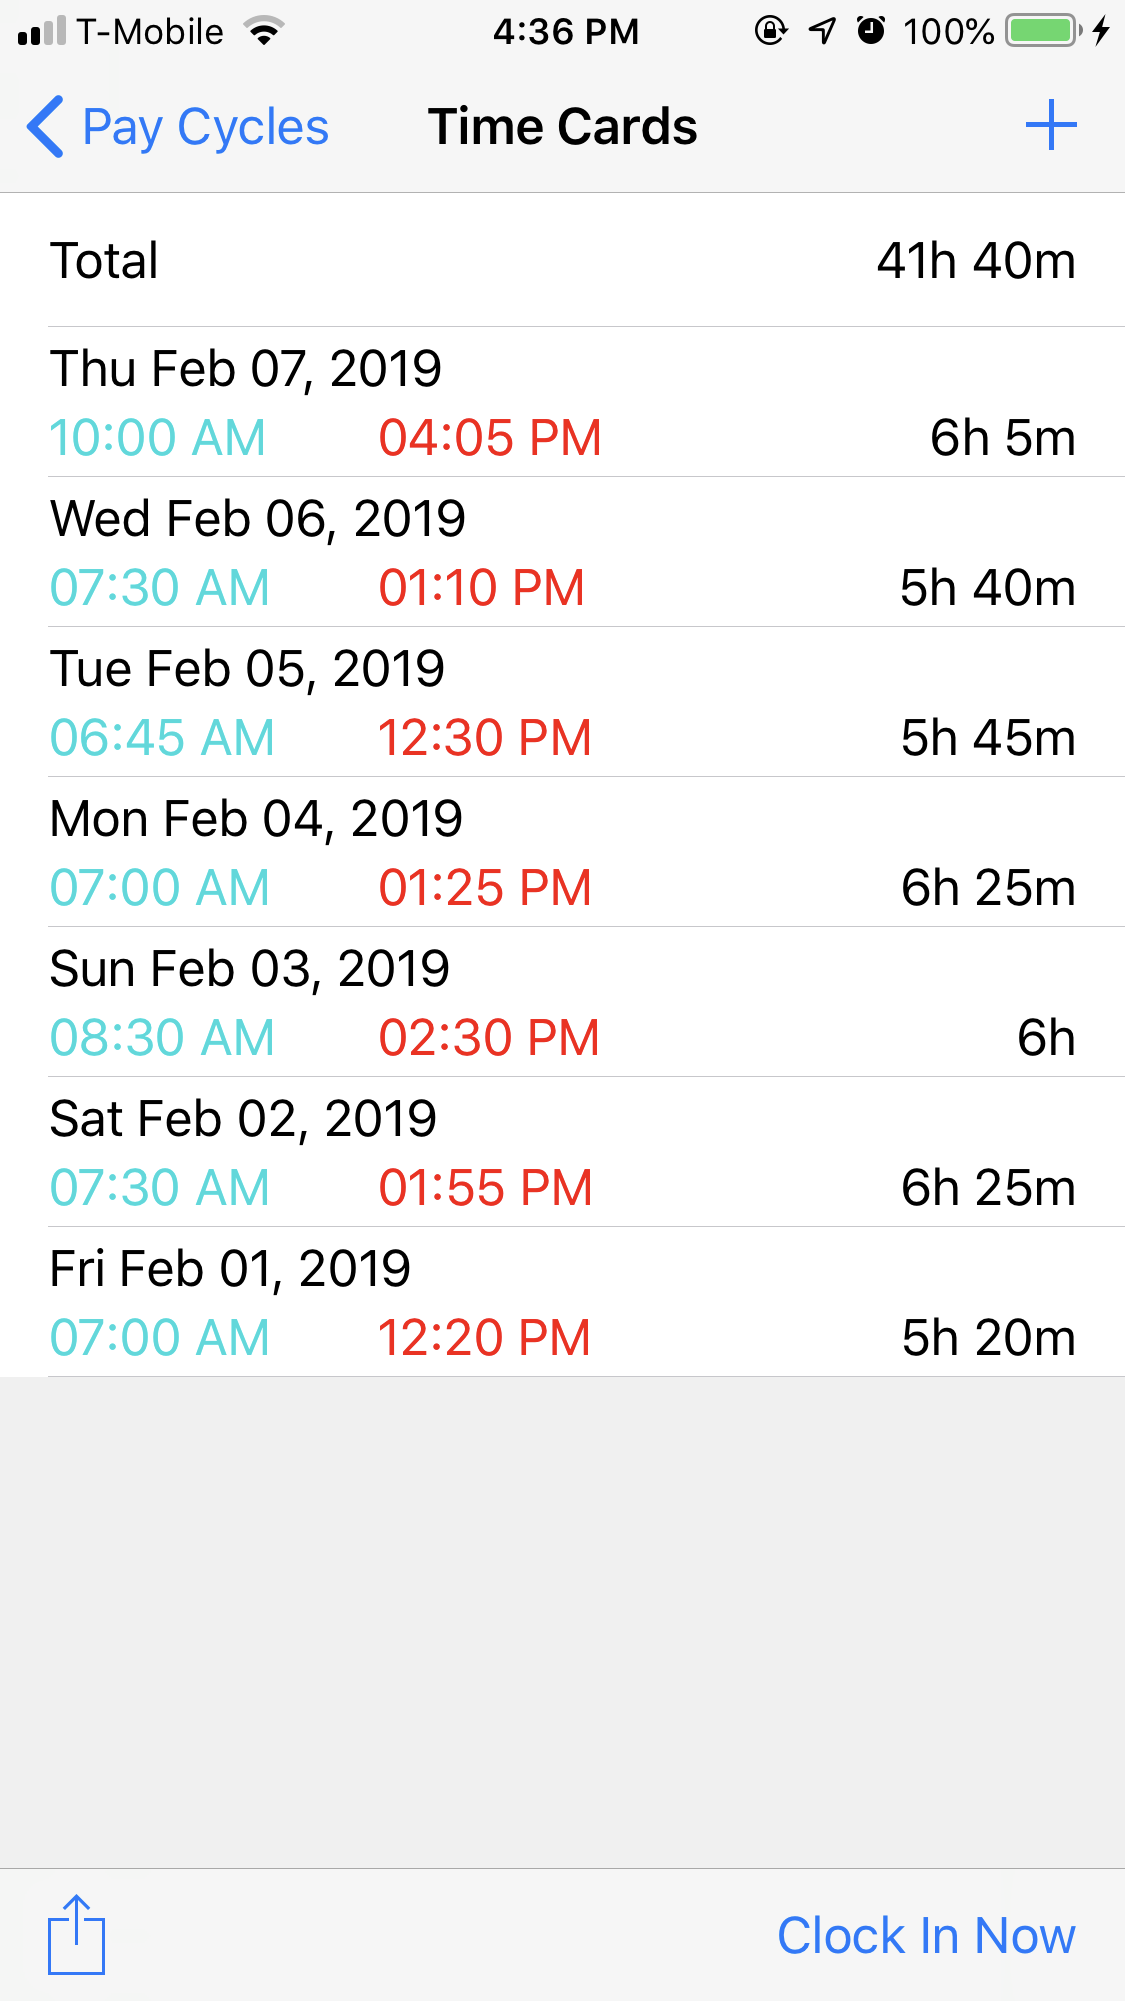 T-Mobile 4:36 PM 100%
Pay Cycles Time Cards
Total 41h 40m
Thu Feb 07, 2019
10:00 AM 04:05 PM 6h 5m
Wed Feb 06, 2019
07:30 AM 01:10 PM 5h 40m
Tue Feb 05, 2019
06:45 AM 12:30 PM 5h 45m
Mon Feb 04, 2019
07:00 AM 01:25 PM 6h 25m
Sun Feb 03, 2019
08:30 AM 02:30 PM 6h
Sat Feb 02, 2019
07:30 AM 01:55 PM 6h 25m
Fri Feb 01, 2019
07:00 AM 12:20 PM 5h 20m
Clock In Now